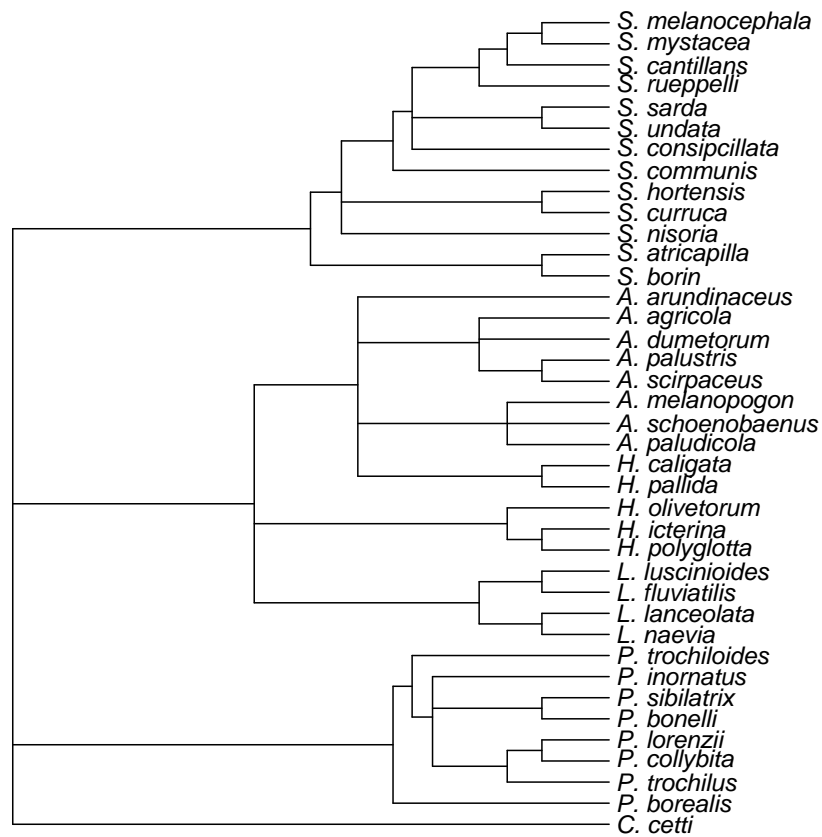 S. melanocephala
S. mystacea
S. cantillans
S. rueppelli
S. sarda
S. undata
S. consipcillata
S. communis
S. hortensis
S. curruca
S. nisoria
S. atricapilla
S. borin
A. arundinaceus
A. agricola
A. dumetorum
A. palustris
A. scirpaceus
A. melanopogon
A. schoenobaenus
A. paludicola
H. caligata
H. pallida
H. olivetorum
H. icterina
H. polyglotta
L. luscinioides
L. fluviatilis
L. lanceolata
L. naevia
P. trochiloides
P. inornatus
P. sibilatrix
P. bonelli
P. lorenzii
P. collybita
P. trochilus
P. borealis
C. cetti